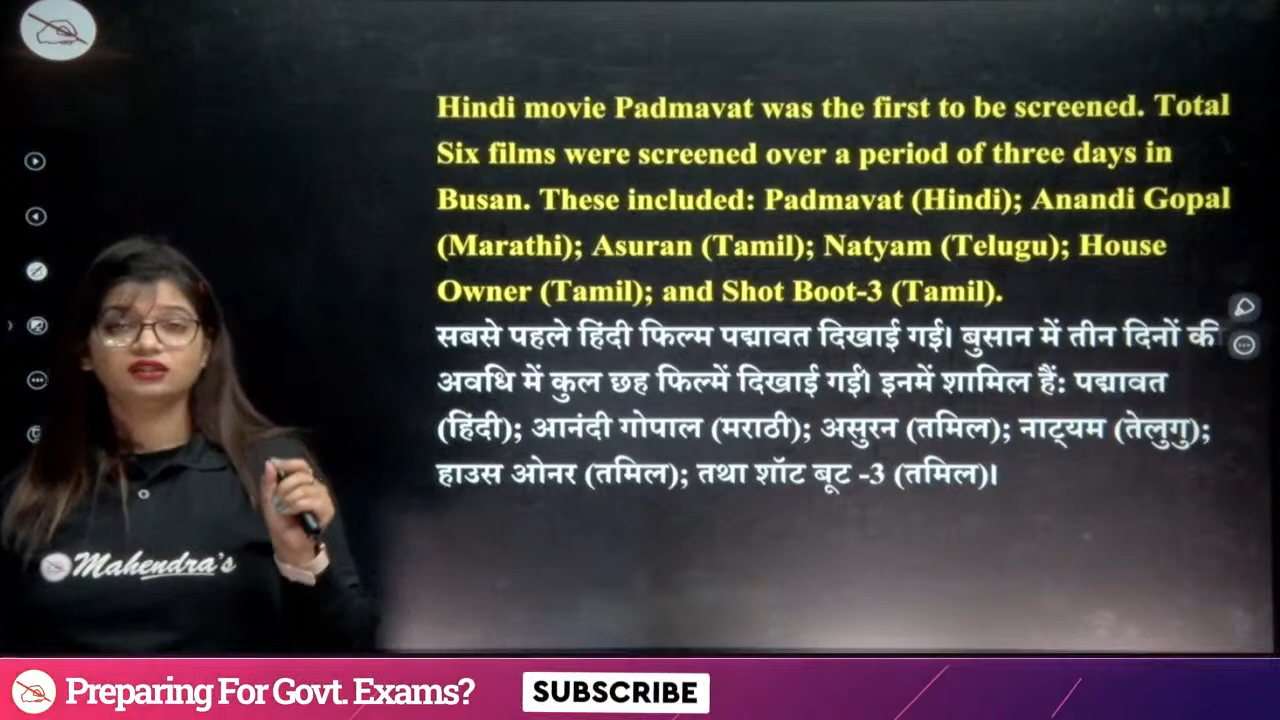 Hindi movie Padmavat was the first to be screened. Total
Six films were screened over a period of three days in
Busan. These included: Padmavat (Hindi); Anandi Gopal
(Marathi); Asuran (Tamil); Natyam (Telugu); House
Owner (Tamil); and Shot Boot-3 (Tamil).
सबसे पहले हिंदी फिल्म पद्मावत दिखाई गई। बुसान में तीन दिनों की
अवधि में कुल छह फिल्में दिखाई गईं। इनमें शामिल हैं: पद्मावत
(हिंदी); आनंदी गोपाल (मराठी); असुरन (तमिल); नाट्यम (तेलुगु);
हाउस ओनर (तमिल); तथा शॉट बूट -3 (तमिल)।
Mahendra's
Preparing For Govt. Exams?
SUBSCRIBE